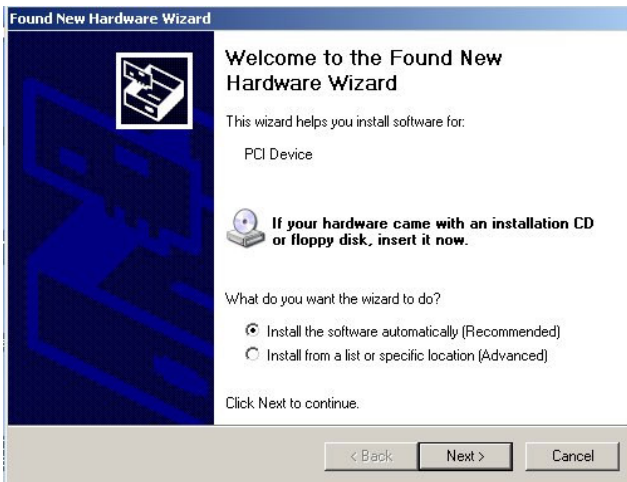 Found New Hardware Wizard
Welcome to the Found New
Hardware Wizard
This wizard helps you install software for:
PCI Device
If your hardware came with an installation CD
or floppy disk, insert it now.
What do you want the wizard to do?
Install the software automatically (Recommended)
Install from a list or specific location (Advanced)
Click Next to continue.
< Back Next > Cancel